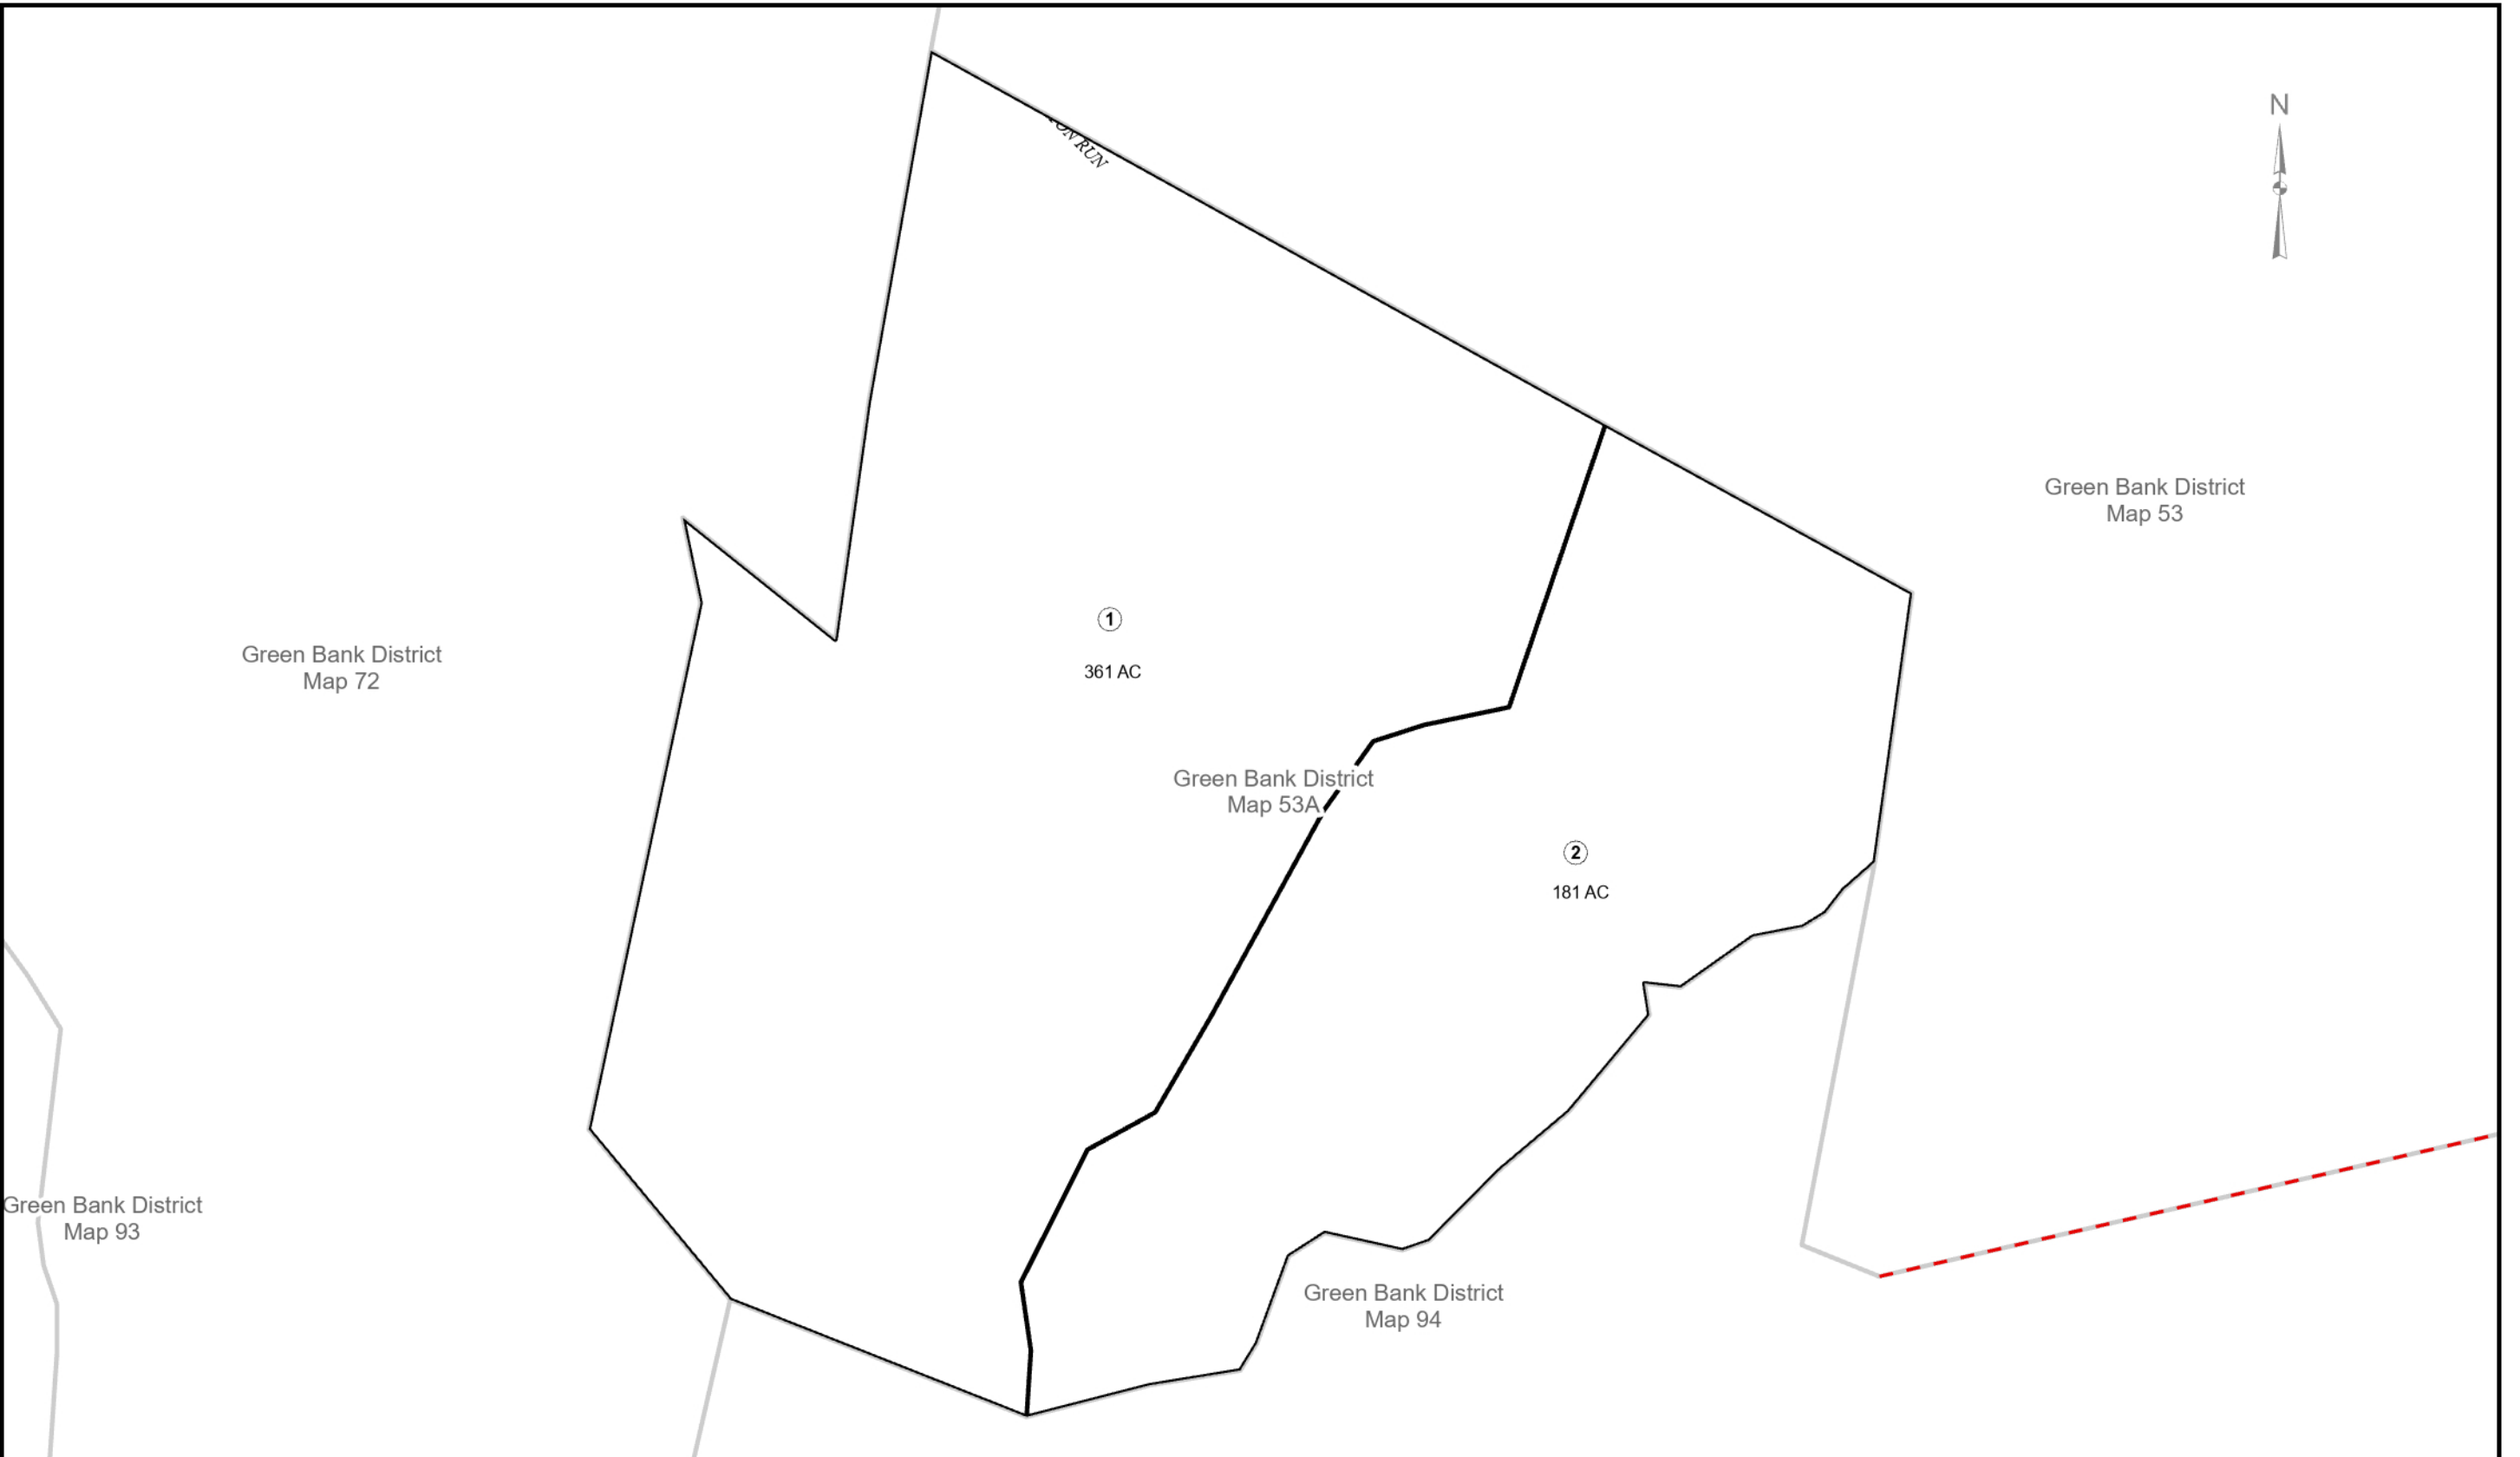 N
RUN
Green Bank District
Map 53
1
361 AC
Green Bank District
Map 72
Green Bank District
Map 53A
2
181 AC
Green Bank District
Map 93
Green Bank District
Map 94